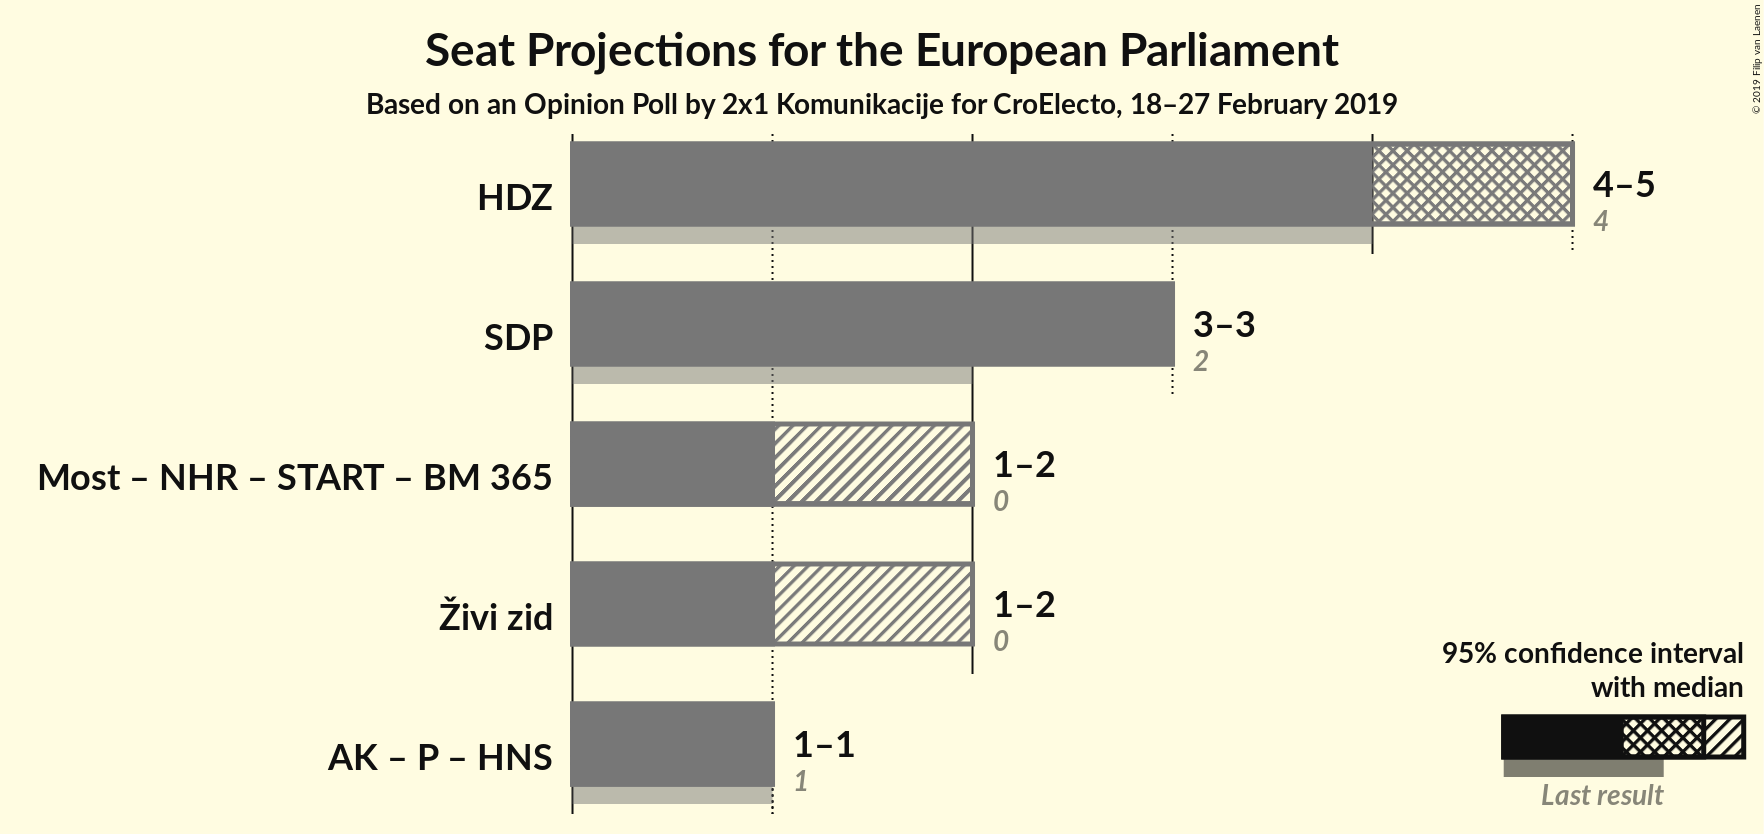 Seat Projections for the European Parliament
Based on an Opinion Poll by 2x1 Komunikacije for CroElecto, 18–27 February 2019
© 2019 Filip van Laenen
HDZ
4–5
4
SDP
3–3
2
Most – NHR – START – BM 365
1–2
0
Živi zid
1–2
0
AK – P – HNS
1–1
1
95% confidence interval
with median
Last result